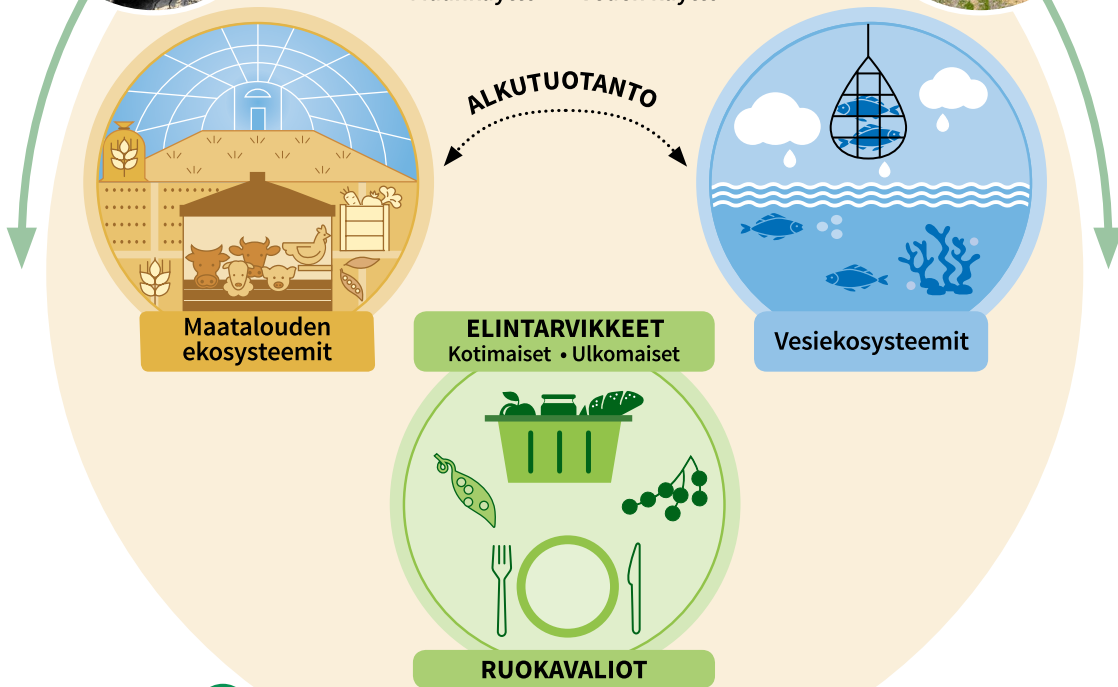 ALKUTUOTANTO
Maatalouden
ekosysteemit
ELINTARVIKKEET
Kotimaiset • Ulkomaiset
Vesiekosysteemit
RUOKAVALIOT